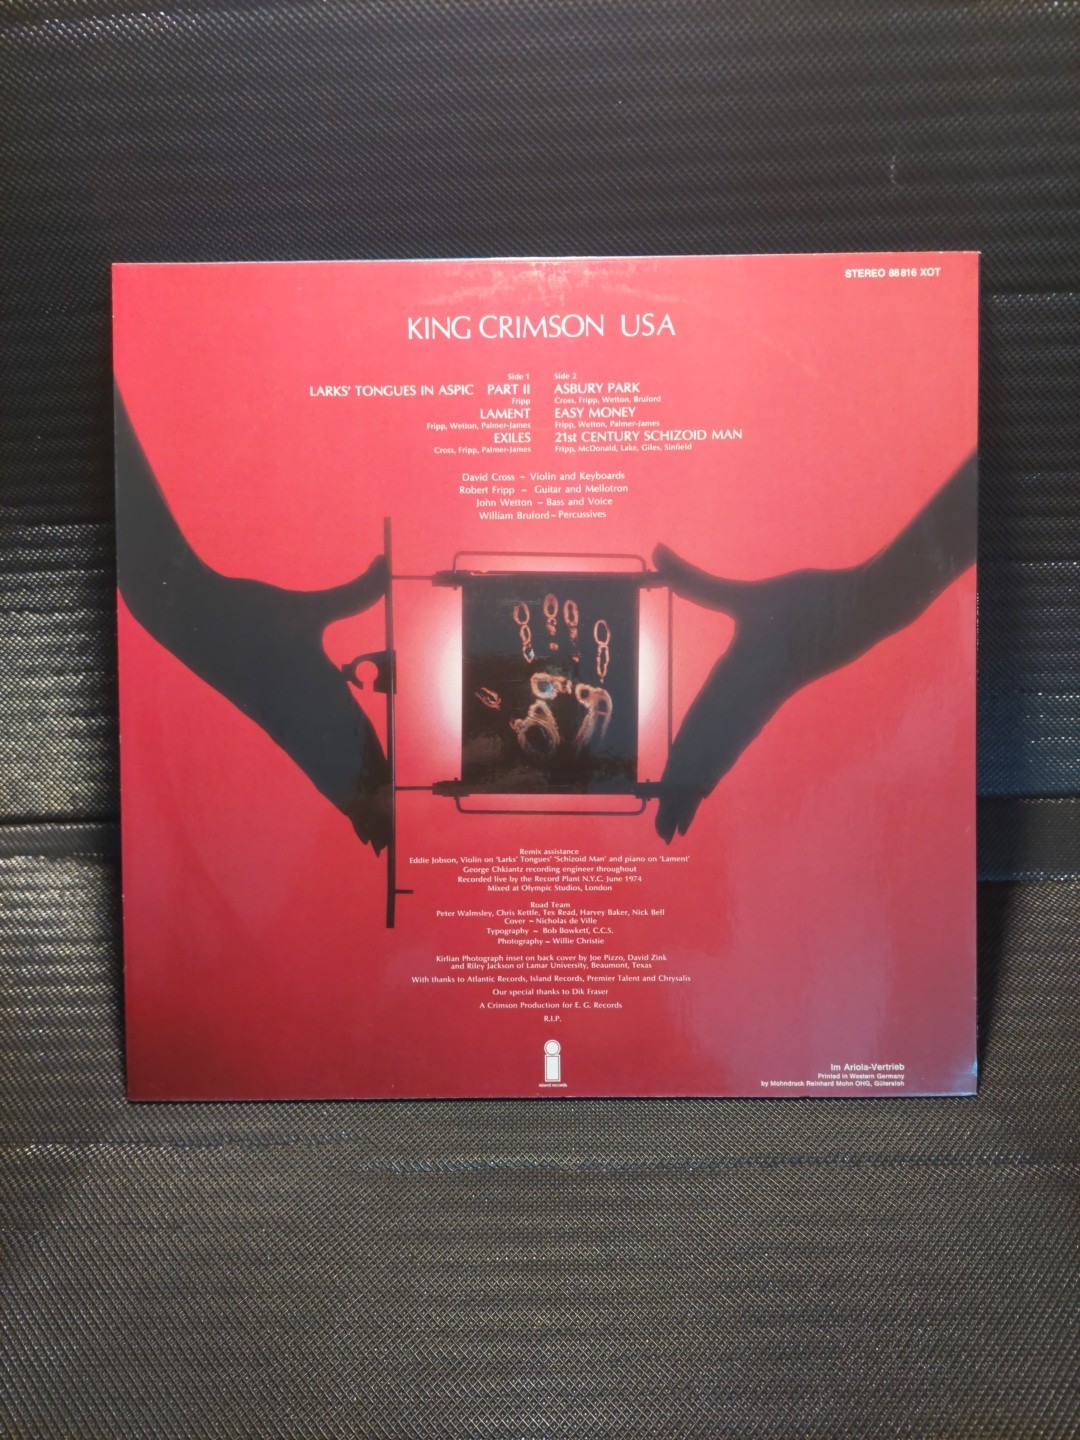 STEREO 88 816 XOT
KING CRIMSON USA
Side 1
LARKS' TONGUES IN ASPIC PART II
Fripp
LAMENT
Fripp, Wetton, Palmer-James
EXILES
Cross, Fripp, Palmer-James
Side 2
ASBURY PARK
Cross, Fripp, Wetton, Bruford
EASY MONEY
Fripp, Wetton, Palmer-James
21st CENTURY SCHIZOID MAN
Fripp, McDonald, Lake, Giles, Sinfield
David Cross – Violin and Keyboards
Robert Fripp – Guitar and Mellotron
John Wetton – Bass and Voice
William Bruford – Percussives
Remix assistance
Eddie Jobson, Violin on 'Larks' Tongues' 'Schizoid Man' and piano on 'Lament'
George Chkiantz recording engineer throughout
Recorded live by the Record Plant N.Y.C. June 1974
Mixed at Olympic Studios, London
Road Team
Peter Walmsley, Chris Kettle, Tex Read, Harvey Baker, Nick Bell
Cover – Nicholas de Ville
Typography – Bob Bowkett, C.C.S.
Photography – Willie Christie
Kirlian Photograph inset on back cover by Joe Pizzo, David Zink
and Riley Jackson of Lamar University, Beaumont, Texas
With thanks to Atlantic Records, Island Records, Premier Talent and Chrysalis
Our special thanks to Dik Fraser
A Crimson Production for E. G. Records
R.I.P.
island records
Im Ariola-Vertrieb
Printed in Western Germany
by Mohndruck Reinhard Mohn OHG, Gütersloh